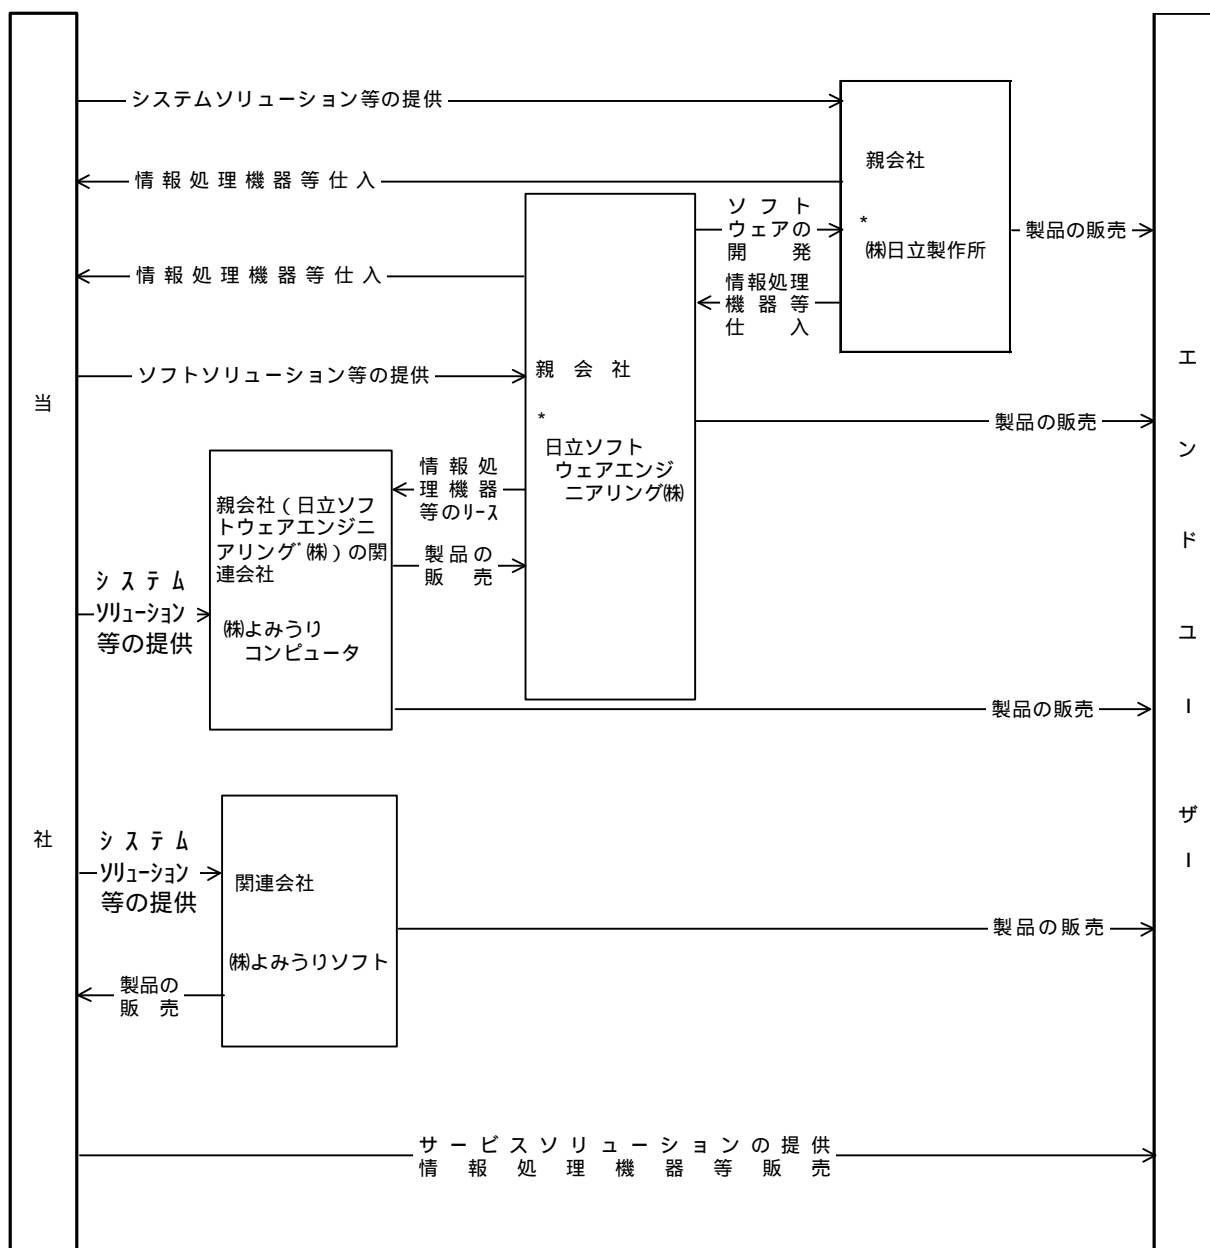 システムソリューション等の提供
親会社
情報処理機器等仕入
ソフト
ウェアの
開発
*
㈱日立製作所
製品の販売
情報処理機器等仕入
情報処理
機器等
仕入
ソフトソリューション等の提供
親会社
*
日立ソフト
ウェアエンジ
ニアリング㈱
製品の販売
当
社
エンドユーザー
情報処
理機器
等のﾘｰｽ
親会社（日立ソフ
トウェアエンジニ
アリング゛㈱）の関
連会社
㈱よみうり
コンピュータ
製品の
販売
システム
ｿﾘｭｰｼｮﾝ
等の提供
製品の販売
システム
ｿﾘｭｰｼｮﾝ
等の提供
関連会社
㈱よみうりソフト
製品の販売
製品の
販売
サービスソリューションの提供
情報処理機器等販売